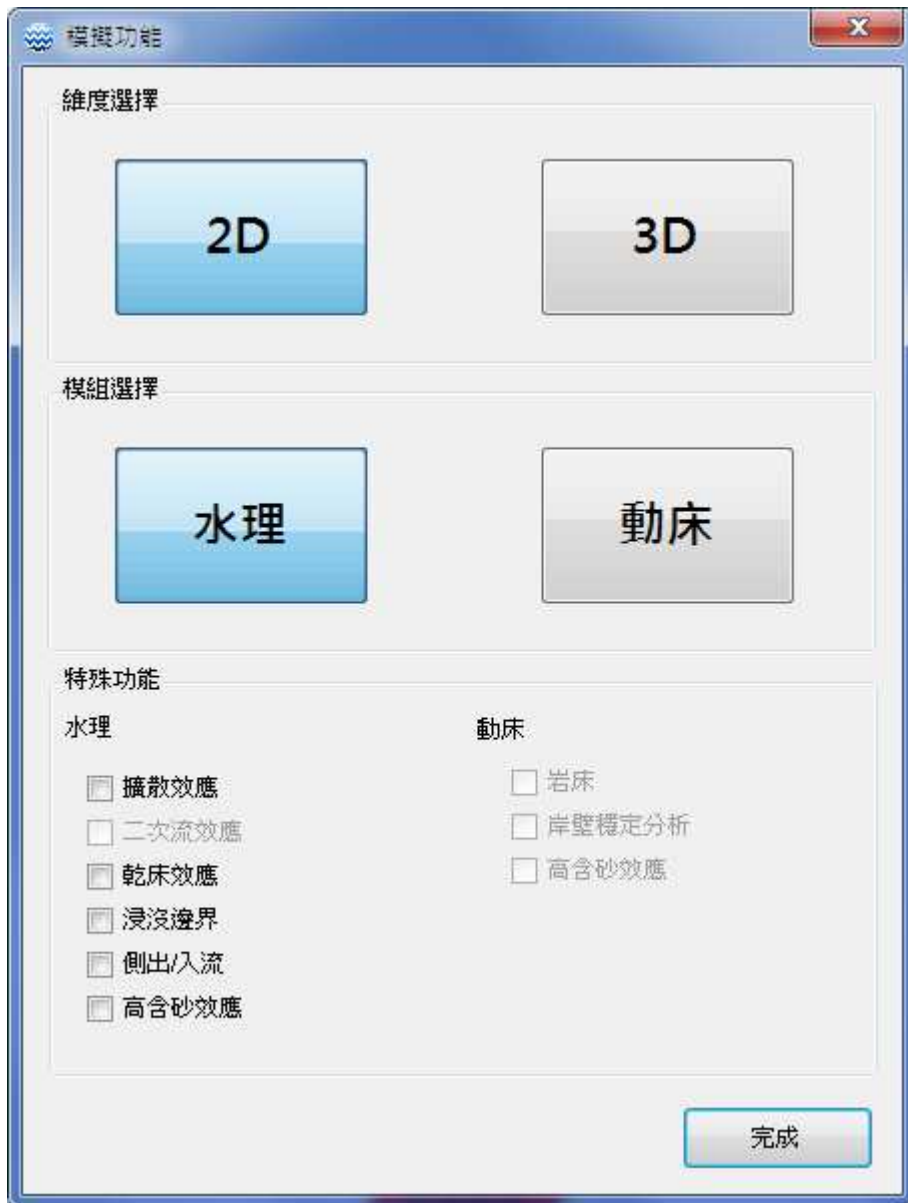 模擬功能
維度選擇
2D
3D
模組選擇
水理
動床
特殊功能
水理
擴散效應
二次流效應
乾床效應
浸沒邊界
側出/入流
高含砂效應
動床
岩床
岸壁穩定分析
高含砂效應
完成